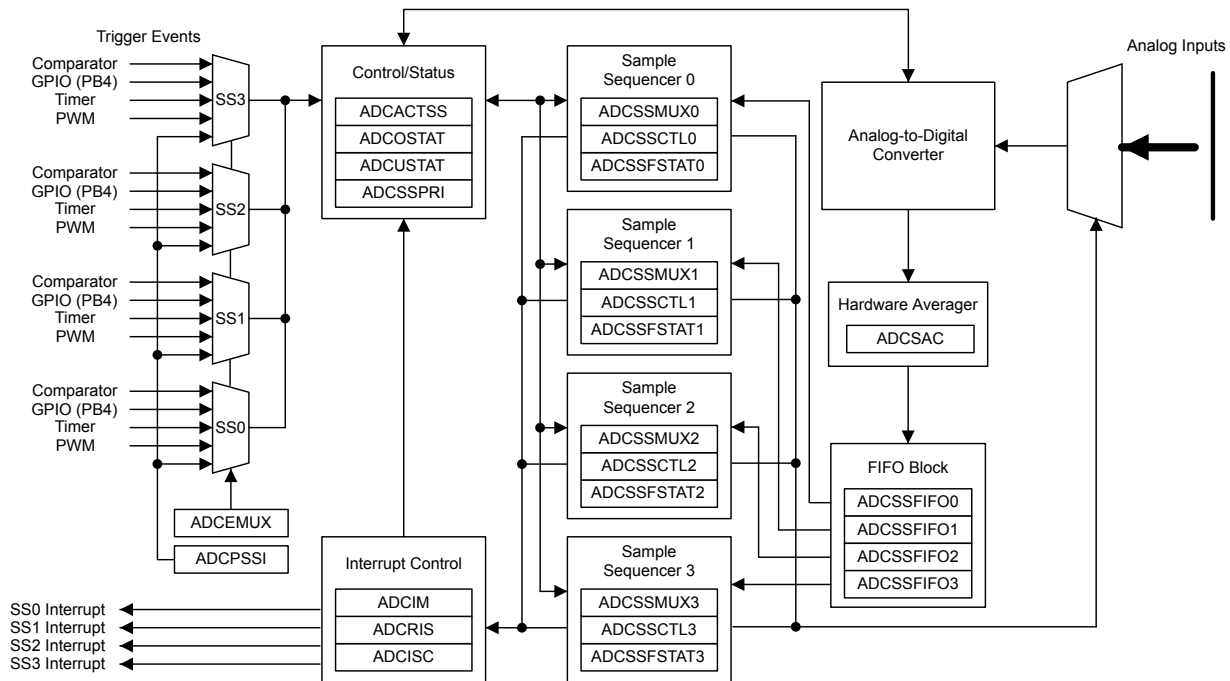 Trigger Events
Comparator
GPIO (PB4)
Timer
PWM
SS3
Comparator
GPIO (PB4)
Timer
PWM
SS2
Comparator
GPIO (PB4)
Timer
PWM
SS1
Comparator
GPIO (PB4)
Timer
PWM
SS0
ADCEMUX
ADCPSSI
SS0 Interrupt
SS1 Interrupt
SS2 Interrupt
SS3 Interrupt
Control/Status
ADCACTSS
ADCOSTAT
ADCUSTAT
ADCSSPRI
Interrupt Control
ADCIM
ADCRIS
ADCISC
Sample
Sequencer 0
ADCSSMUX0
ADCSSCTL0
ADCSSFSTAT0
Sample
Sequencer 1
ADCSSMUX1
ADCSSCTL1
ADCSSFSTAT1
Sample
Sequencer 2
ADCSSMUX2
ADCSSCTL2
ADCSSFSTAT2
Sample
Sequencer 3
ADCSSMUX3
ADCSSCTL3
ADCSSFSTAT3
Analog-to-Digital
Converter
Hardware Averager
ADCSAC
FIFO Block
ADCSSFIFO0
ADCSSFIFO1
ADCSSFIFO2
ADCSSFIFO3
Analog Inputs